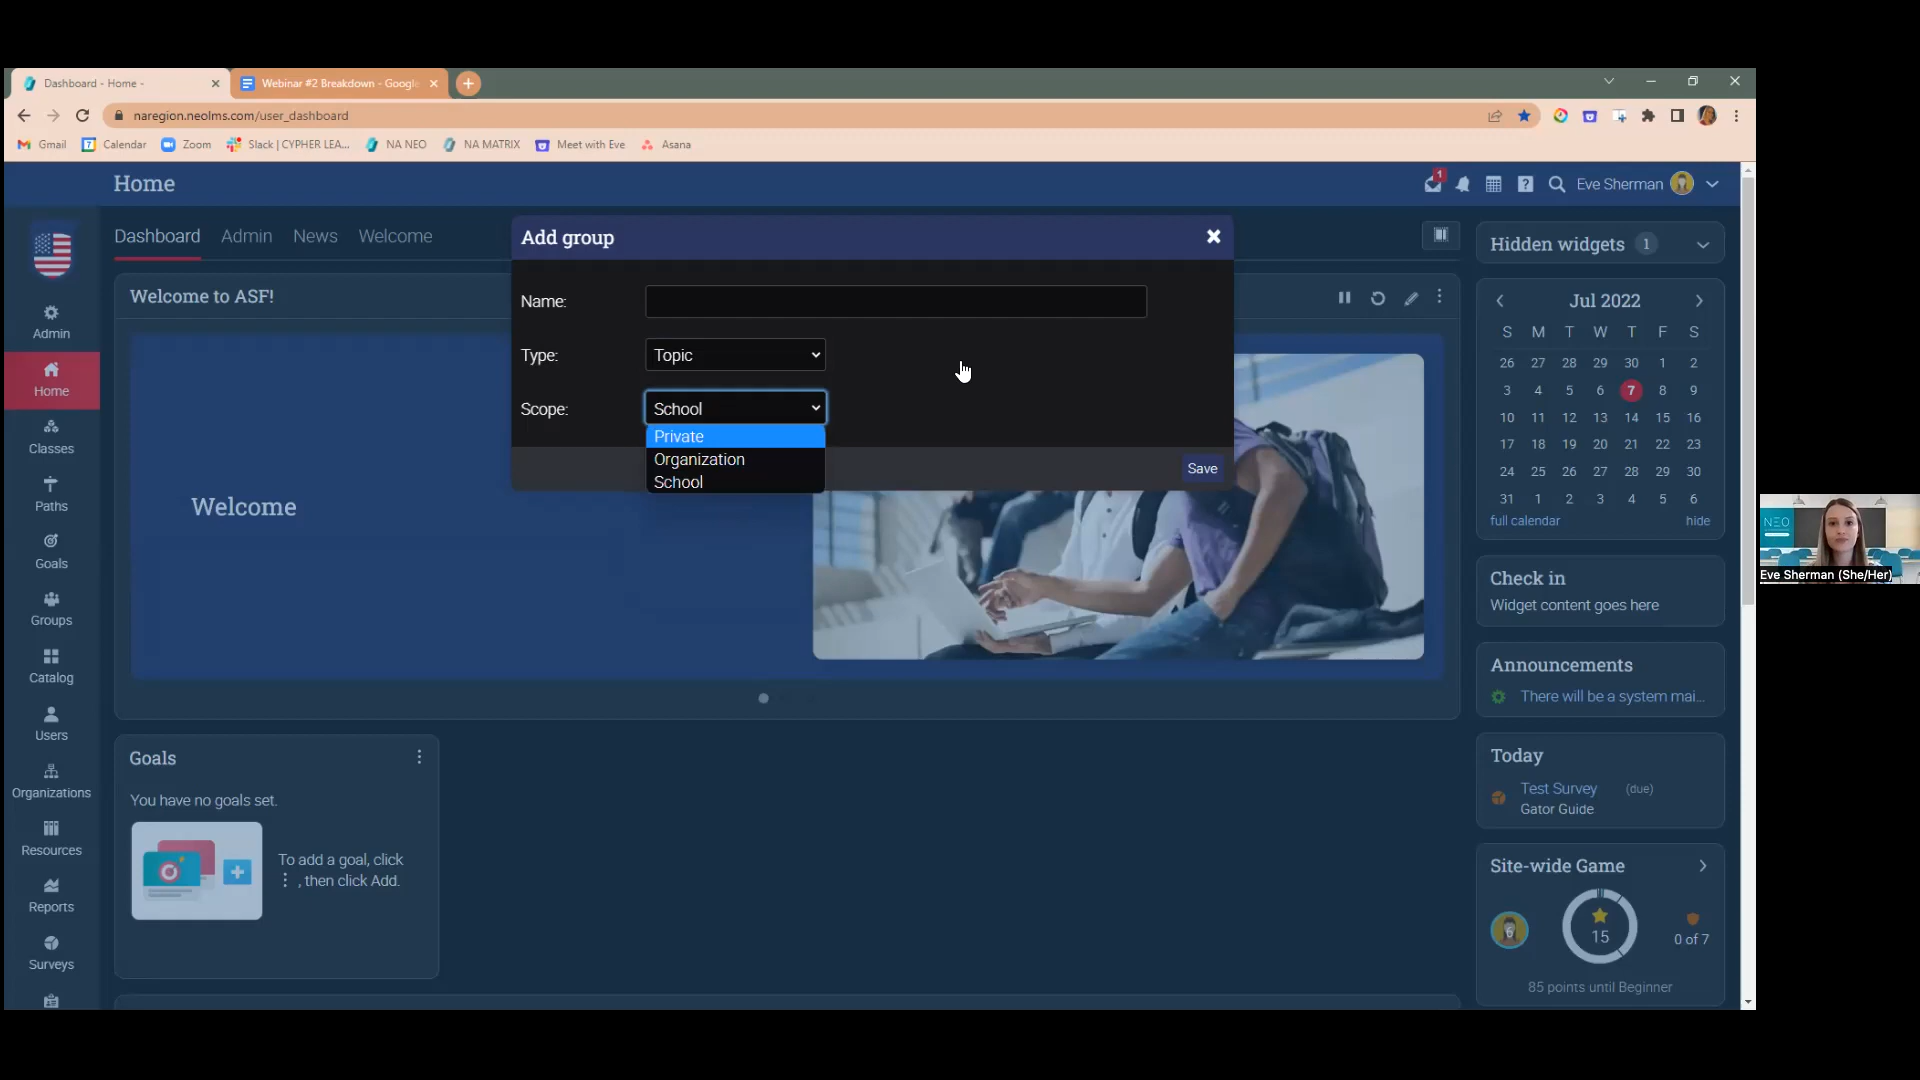 Dashboard - Home -
Webinar #2 Breakdown - Google
naregion.neolms.com/user_dashboard
Gmail
7
Calendar
Zoom
Slack | CYPHER LEA...
NA NEO
NA MATRIX
Meet with Eve
Asana
Home
1
?
Eve Sherman
Dashboard
Admin
News
Welcome
Add group
Name:
Type:
Topic
Scope:
School
Private
Organization
School
Save
Hidden widgets 1
Jul 2022
S M T W T F S
26 27 28 29 30 1 2
3 4 5 6 7 8 9
10 11 12 13 14 15 16
17 18 19 20 21 22 23
24 25 26 27 28 29 30
31 1 2 3 4 5 6
full calendar
hide
Admin
Home
Classes
Paths
Goals
Groups
Catalog
Users
Organizations
Resources
Reports
Surveys
Welcome to ASF!
Welcome
Goals
You have no goals set.
To add a goal, click
⋮ , then click Add.
Check in
Widget content goes here
Announcements
There will be a system mai...
Today
Test Survey (due)
Gator Guide
Site-wide Game
15
0 of 7
85 points until Beginner
NEO
Eve Sherman (She/Her)